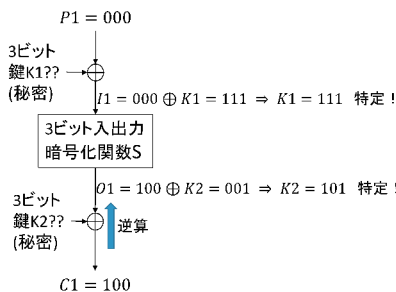 P1 = 000
3ビット
鍵K1??
(秘密)
I1 = 000 ⊕ K1 = 111 ⇒ K1 = 111 特定！
3ビット入出力
暗号化関数S
O1 = 100 ⊕ K2 = 001 ⇒ K2 = 101 特定！
3ビット
鍵K2??
(秘密)
逆算
C1 = 100